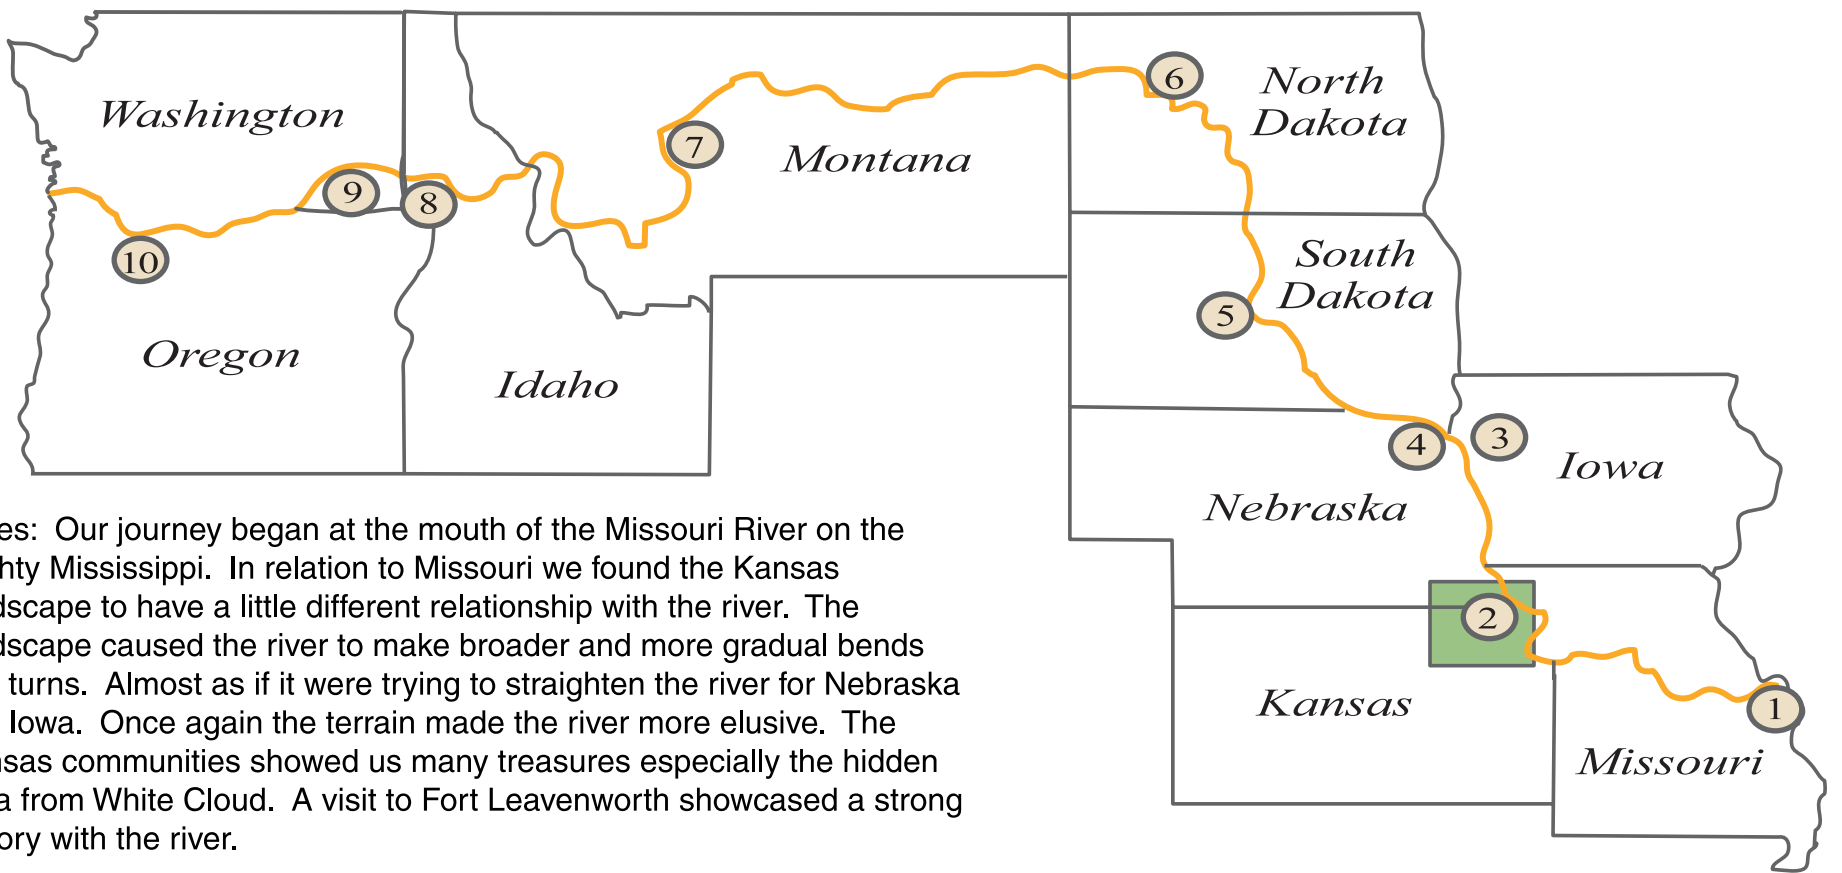 Washington
Montana
North
Dakota
South
Dakota
Oregon
Idaho
Nebraska
Iowa
Kansas
Missouri
1
2
3
4
5
6
7
8
9
10
es: Our journey began at the mouth of the Missouri River on the
hty Mississippi. In relation to Missouri we found the Kansas
dscape to have a little different relationship with the river. The
dscape caused the river to make broader and more gradual bends
turns. Almost as if it were trying to straighten the river for Nebraska
Iowa. Once again the terrain made the river more elusive. The
nsas communities showed us many treasures especially the hidden
a from White Cloud. A visit to Fort Leavenworth showcased a strong
ory with the river.